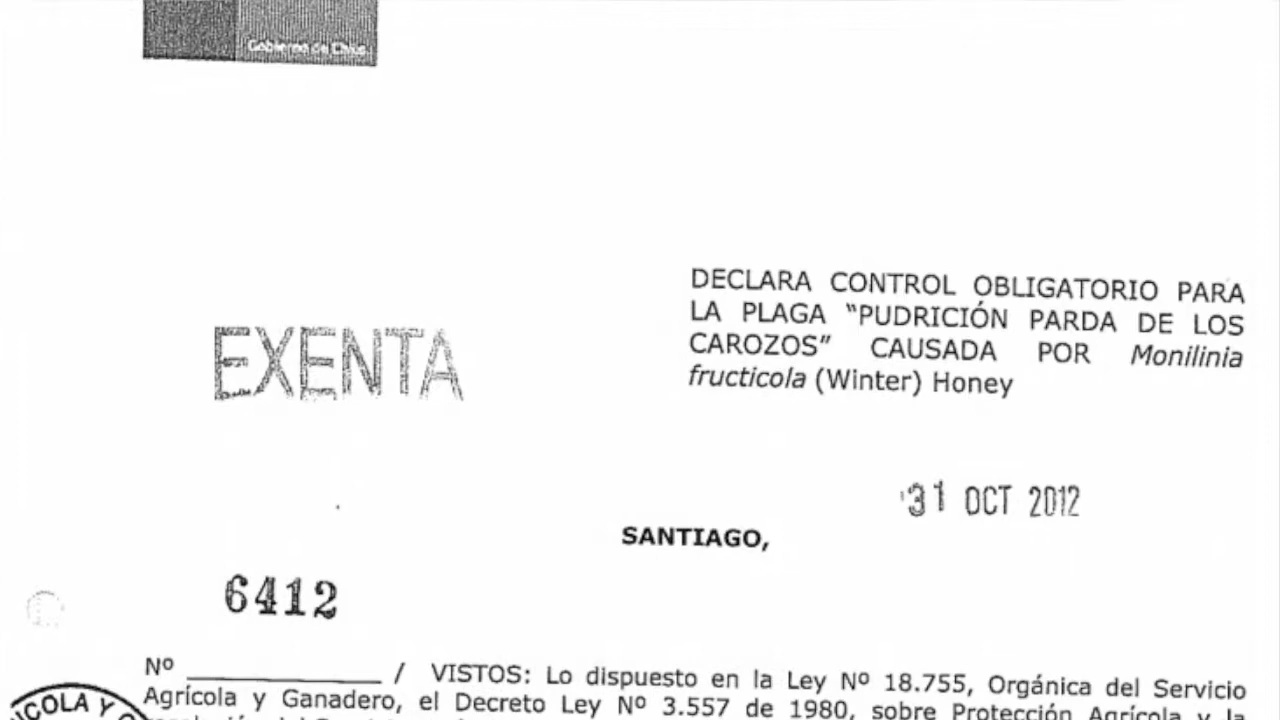 Gobierno de Chile
DECLARA CONTROL OBLIGATORIO PARA
LA PLAGA “PUDRICIÓN PARDA DE LOS
CAROZOS” CAUSADA POR Monilinia
fructicola (Winter) Honey
EXENTA
31 OCT 2012
SANTIAGO,
6412
Nº ______________ / VISTOS: Lo dispuesto en la Ley Nº 18.755, Orgánica del Servicio
Agrícola y Ganadero, el Decreto Ley Nº 3.557 de 1980, sobre Protección Agrícola y la
COLA Y